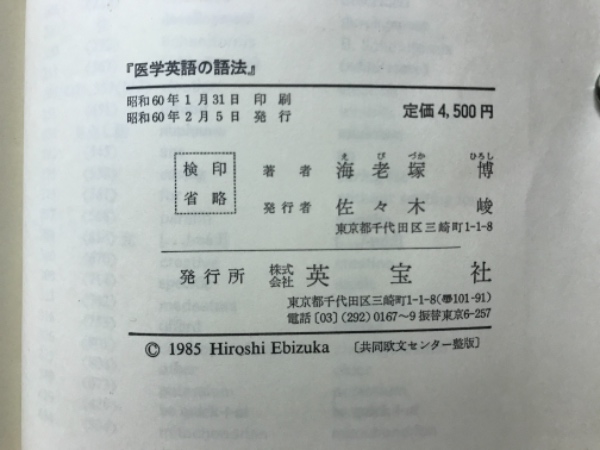 『医学英語の語法』
昭和60年1月31日 印刷
昭和60年2月5日 発行
定価4,500円
検印
省略
えびづか ひろし
著者 海老塚 博
発行者 佐々木 峻
東京都千代田区三崎町1-1-8
発行所 株式会社 英宝社
東京都千代田区三崎町1-1-8(〠101-91)
電話〔03〕(292)0167〜9 振替東京6-257
© 1985 Hiroshi Ebizuka 〔共同欧文センター整版〕